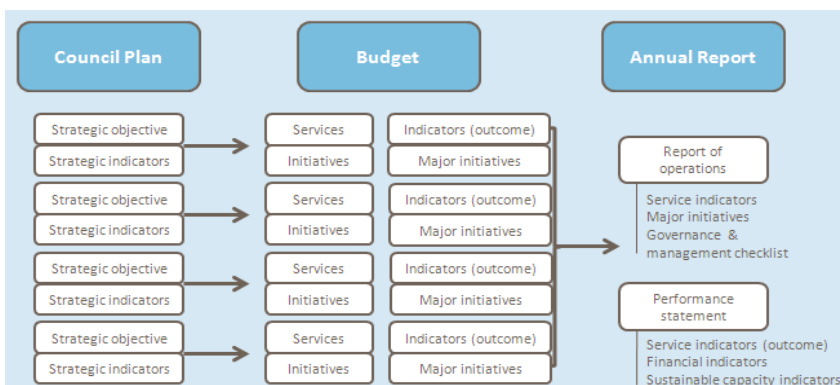 Council Plan
Budget
Annual Report
Strategic objective
Strategic indicators
Services
Initiatives
Indicators (outcome)
Major initiatives
Strategic objective
Strategic indicators
Services
Initiatives
Indicators (outcome)
Major initiatives
Strategic objective
Strategic indicators
Services
Initiatives
Indicators (outcome)
Major initiatives
Strategic objective
Strategic indicators
Services
Initiatives
Indicators (outcome)
Major initiatives
Report of
operations
Service indicators
Major initiatives
Governance &
management checklist
Performance
statement
Service indicators (outcome)
Financial indicators
Sustainable capacity indicators